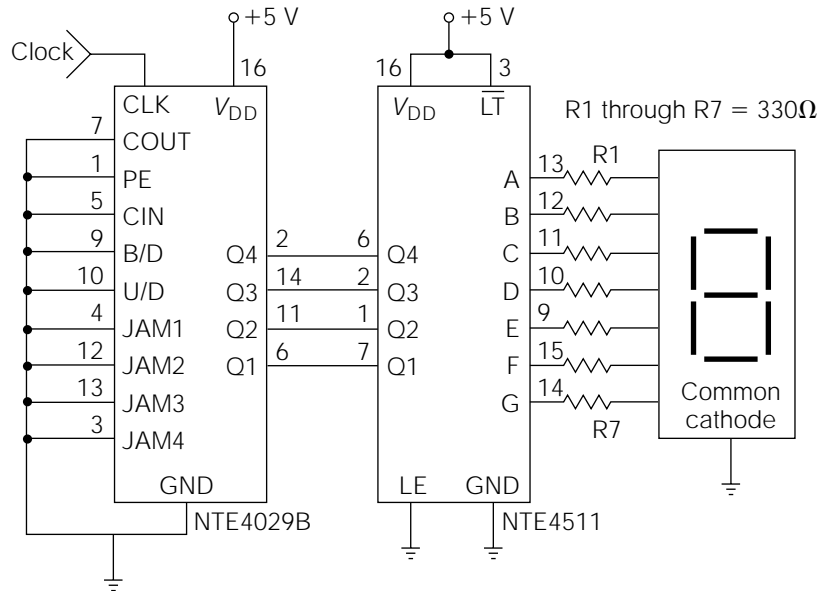 +5 V
+5 V
Clock
16
16
3
CLK
V_DD
V_DD
L̅T̅
R1 through R7 = 330Ω
7
COUT
1
PE
5
CIN
9
B/D
10
U/D
4
JAM1
12
JAM2
13
JAM3
3
JAM4
Q4
2
6
Q4
Q3
14
2
Q3
Q2
11
1
Q2
Q1
6
7
Q1
A
13
R1
B
12
C
11
D
10
E
9
F
15
G
14
R7
Common
cathode
GND
LE
GND
NTE4029B
NTE4511